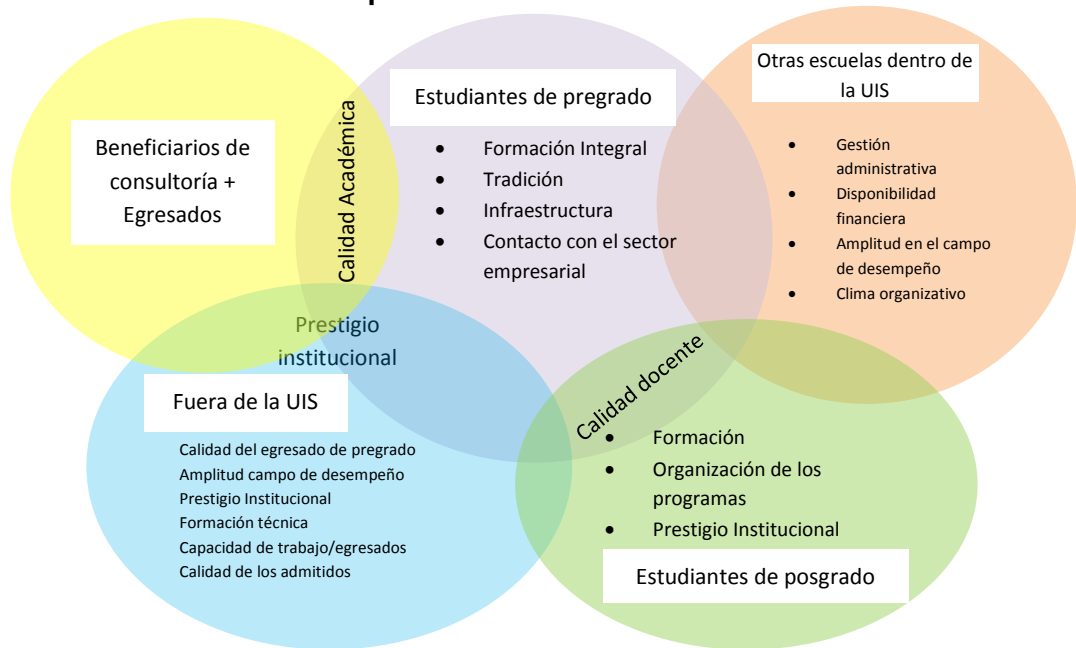 Beneficiarios de
consultoría +
Egresados
Calidad Académica
Estudiantes de pregrado
• Formación Integral
• Tradición
• Infraestructura
• Contacto con el sector
empresarial
Otras escuelas dentro de
la UIS
• Gestión
administrativa
• Disponibilidad
financiera
• Amplitud en el campo
de desempeño
• Clima organizativo
Prestigio
institucional
Fuera de la UIS
Calidad del egresado de pregrado
Amplitud campo de desempeño
Prestigio Institucional
Formación técnica
Capacidad de trabajo/egresados
Calidad de los admitidos
Calidad docente
• Formación
• Organización de los
programas
• Prestigio Institucional
Estudiantes de posgrado